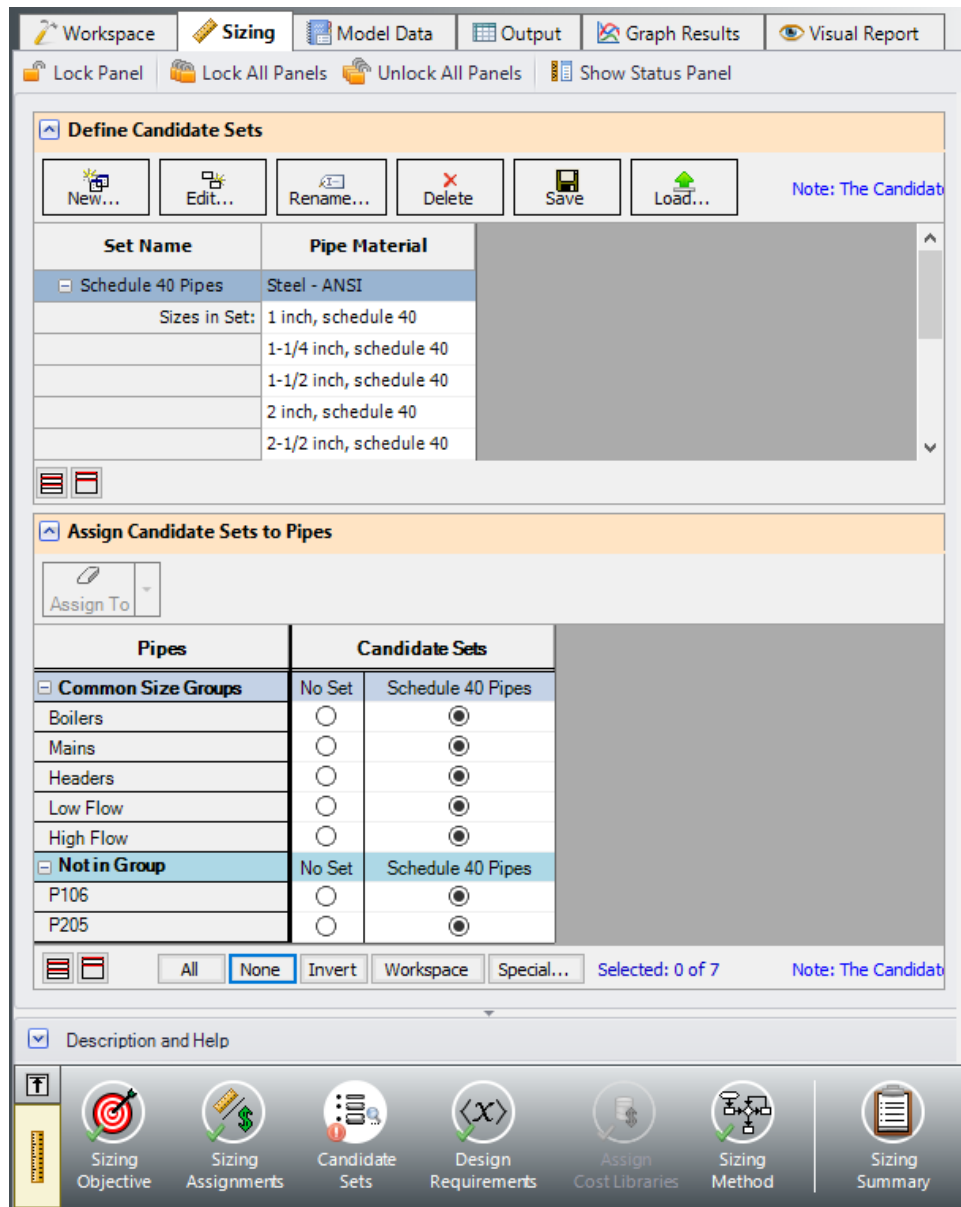 Workspace Sizing Model Data Output Graph Results Visual Report
Lock Panel Lock All Panels Unlock All Panels Show Status Panel
Define Candidate Sets
New... Edit... Rename... Delete Save Load... Note: The Candidat
Set Name Pipe Material
Schedule 40 Pipes Steel - ANSI
Sizes in Set: 1 inch, schedule 40
1-1/4 inch, schedule 40
1-1/2 inch, schedule 40
2 inch, schedule 40
2-1/2 inch, schedule 40
Assign Candidate Sets to Pipes
Assign To
Pipes Candidate Sets
Common Size Groups No Set Schedule 40 Pipes
Boilers
Mains
Headers
Low Flow
High Flow
Not in Group No Set Schedule 40 Pipes
P106
P205
All None Invert Workspace Special... Selected: 0 of 7 Note: The Candidat
Description and Help
Sizing Objective
Sizing Assignments
Candidate Sets
Design Requirements
Assign Cost Libraries
Sizing Method
Sizing Summary